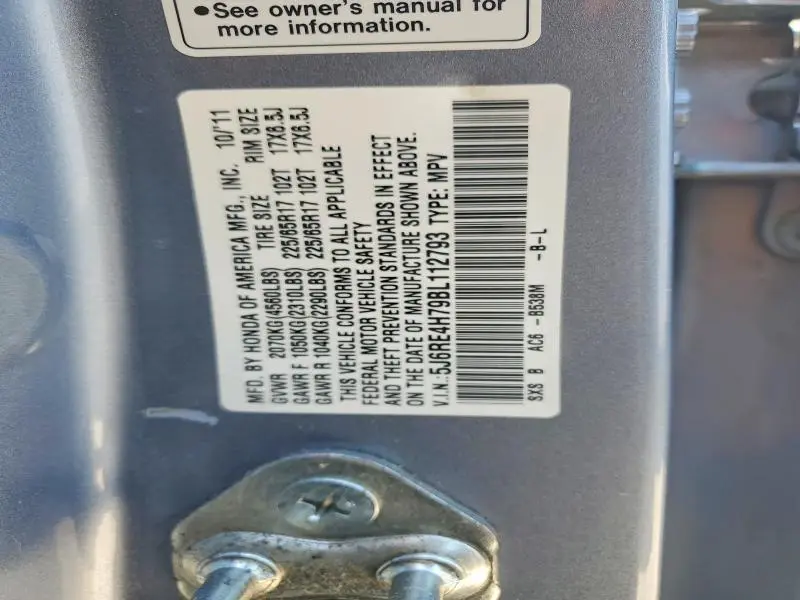 ●See owner's manual for
more information.
MFD. BY HONDA OF AMERICA MFG., INC. 10/'11
GVWR 2070KG(4560LBS) TIRE SIZE RIM SIZE
GAWR F 1050KG(2310LBS) 225/65R17 102T 17X6.5J
GAWR R 1040KG(2290LBS) 225/65R17 102T 17X6.5J
THIS VEHICLE CONFORMS TO ALL APPLICABLE
FEDERAL MOTOR VEHICLE SAFETY
AND THEFT PREVENTION STANDARDS IN EFFECT
ON THE DATE OF MANUFACTURE SHOWN ABOVE.
V.I.N.:5J6RE4H79BL112793 TYPE: MPV
SXS B AC6 -B538M -B-L